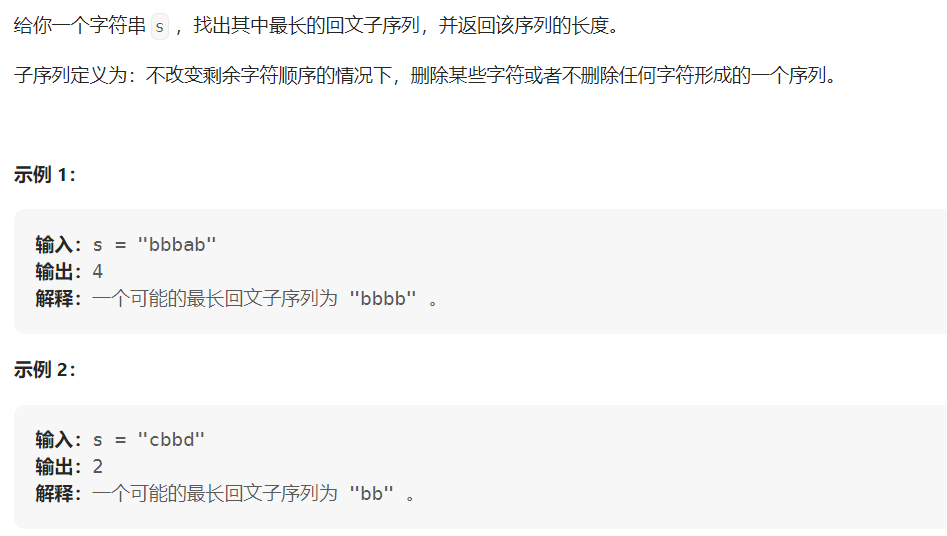 给你一个字符串 s ，找出其中最长的回文子序列，并返回该序列的长度。
子序列定义为：不改变剩余字符顺序的情况下，删除某些字符或者不删除任何字符形成的一个序列。
示例 1：
输入：s = "bbbab"
输出：4
解释：一个可能的最长回文子序列为 "bbbb" 。
示例 2：
输入：s = "cbbd"
输出：2
解释：一个可能的最长回文子序列为 "bb" 。